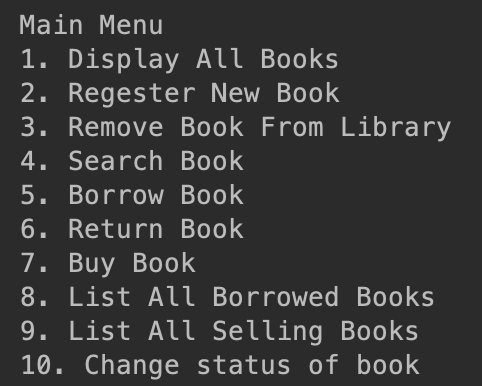 Main Menu
1. Display All Books
2. Regester New Book
3. Remove Book From Library
4. Search Book
5. Borrow Book
6. Return Book
7. Buy Book
8. List All Borrowed Books
9. List All Selling Books
10. Change status of book